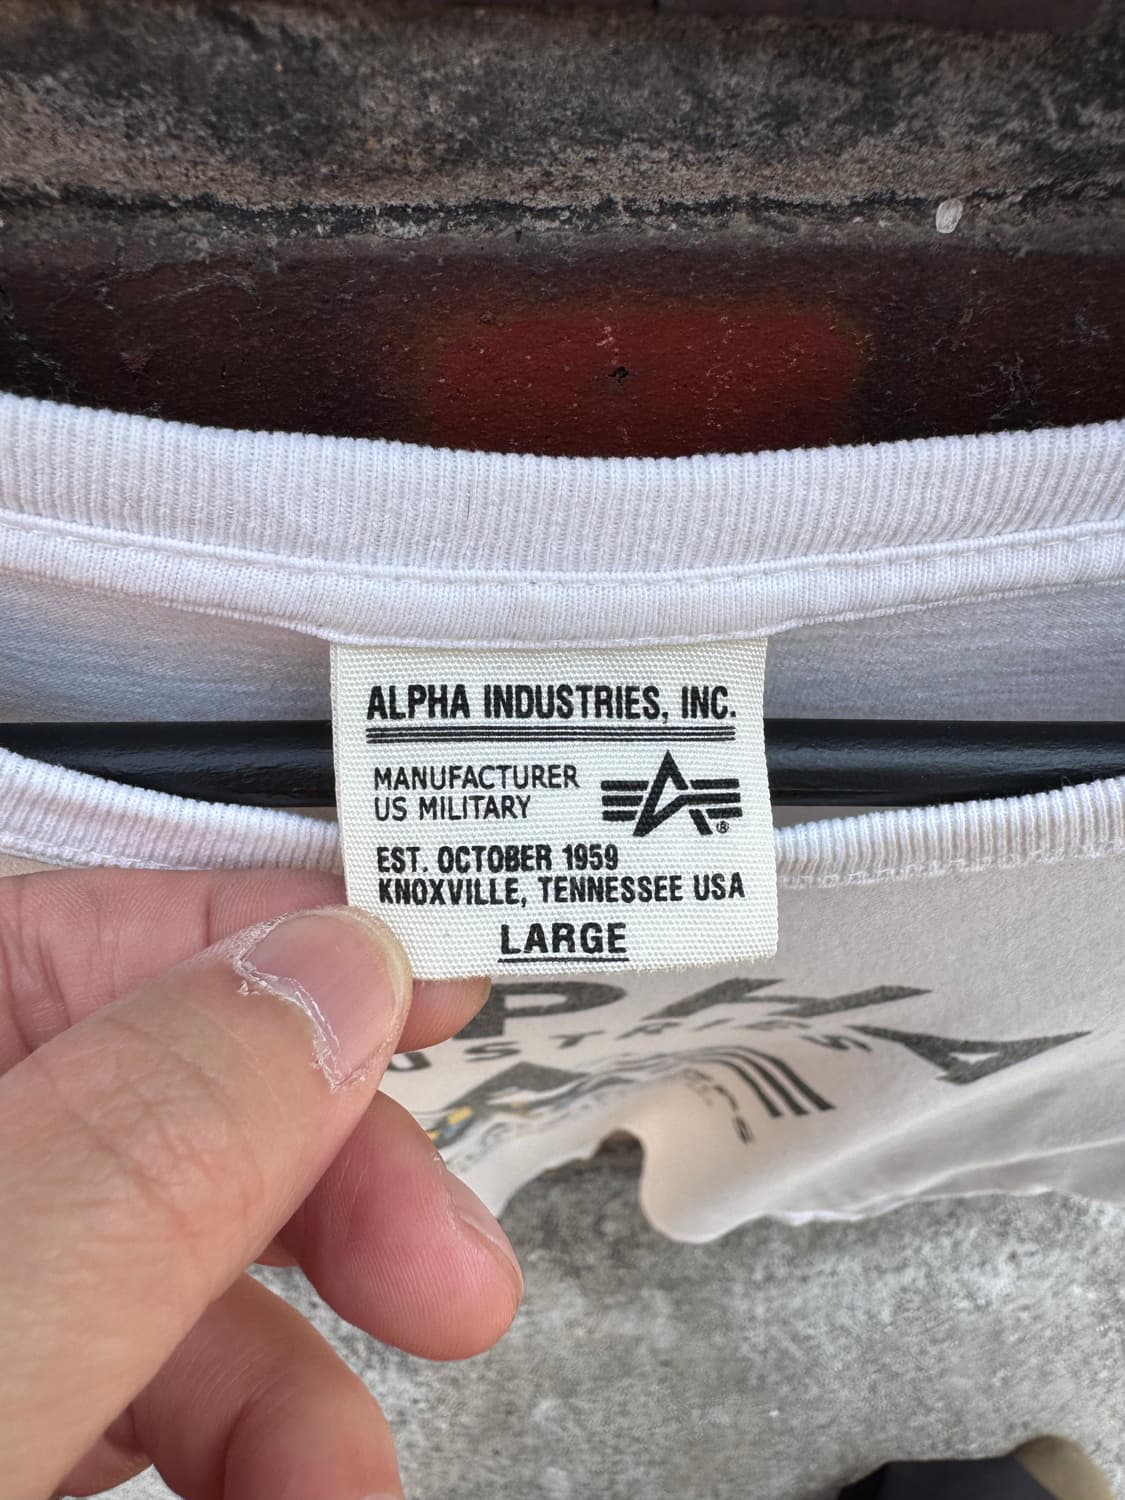 ALPHA INDUSTRIES, INC.
MANUFACTURER
US MILITARY
®
EST. OCTOBER 1959
KNOXVILLE, TENNESSEE USA
LARGE